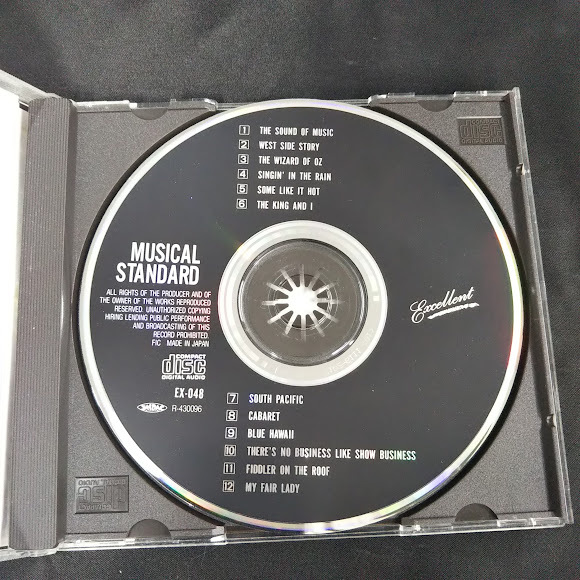 1 THE SOUND OF MUSIC
2 WEST SIDE STORY
3 THE WIZARD OF OZ
4 SINGIN' IN THE RAIN
5 SOME LIKE IT HOT
6 THE KING AND I
MUSICAL
STANDARD
ALL RIGHTS OF THE PRODUCER AND OF
THE OWNER OF THE WORKS REPRODUCED
RESERVED. UNAUTHORIZED COPYING
HIRING LENDING PUBLIC PERFORMANCE
AND BROADCASTING OF THIS
RECORD PROHIBITED.
F/C MADE IN JAPAN
COMPACT
disc
DIGITAL AUDIO
EX-048
JASRAC R-430096
Excellent
7 SOUTH PACIFIC
8 CABARET
9 BLUE HAWAII
10 THERE'S NO BUSINESS LIKE SHOW BUSINESS
11 FIDDLER ON THE ROOF
12 MY FAIR LADY